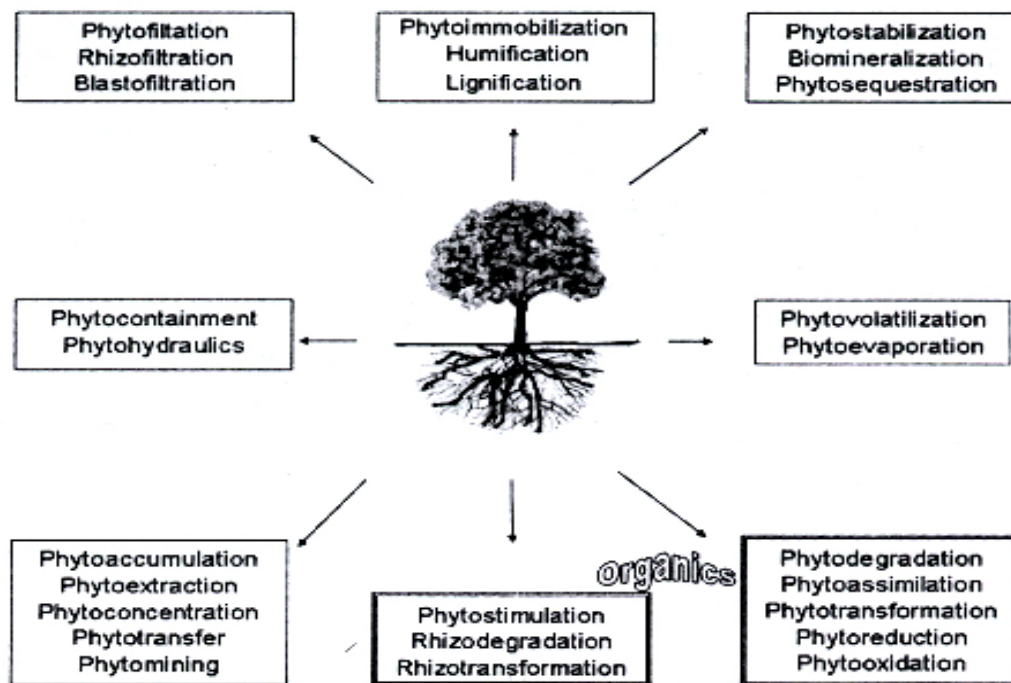 Phytofiltation
Rhizofiltration
Blastofiltration
Phytoimmobilization
Humification
Lignification
Phytostabilization
Biomineralization
Phytosequestration
Phytocontainment
Phytohydraulics
Phytovolatilization
Phytoevaporation
Phytoaccumulation
Phytoextraction
Phytoconcentration
Phytotransfer
Phytomining
organics
Phytostimulation
Rhizodegradation
Rhizotransformation
Phytodegradation
Phytoassimilation
Phytotransformation
Phytoreduction
Phytooxidation